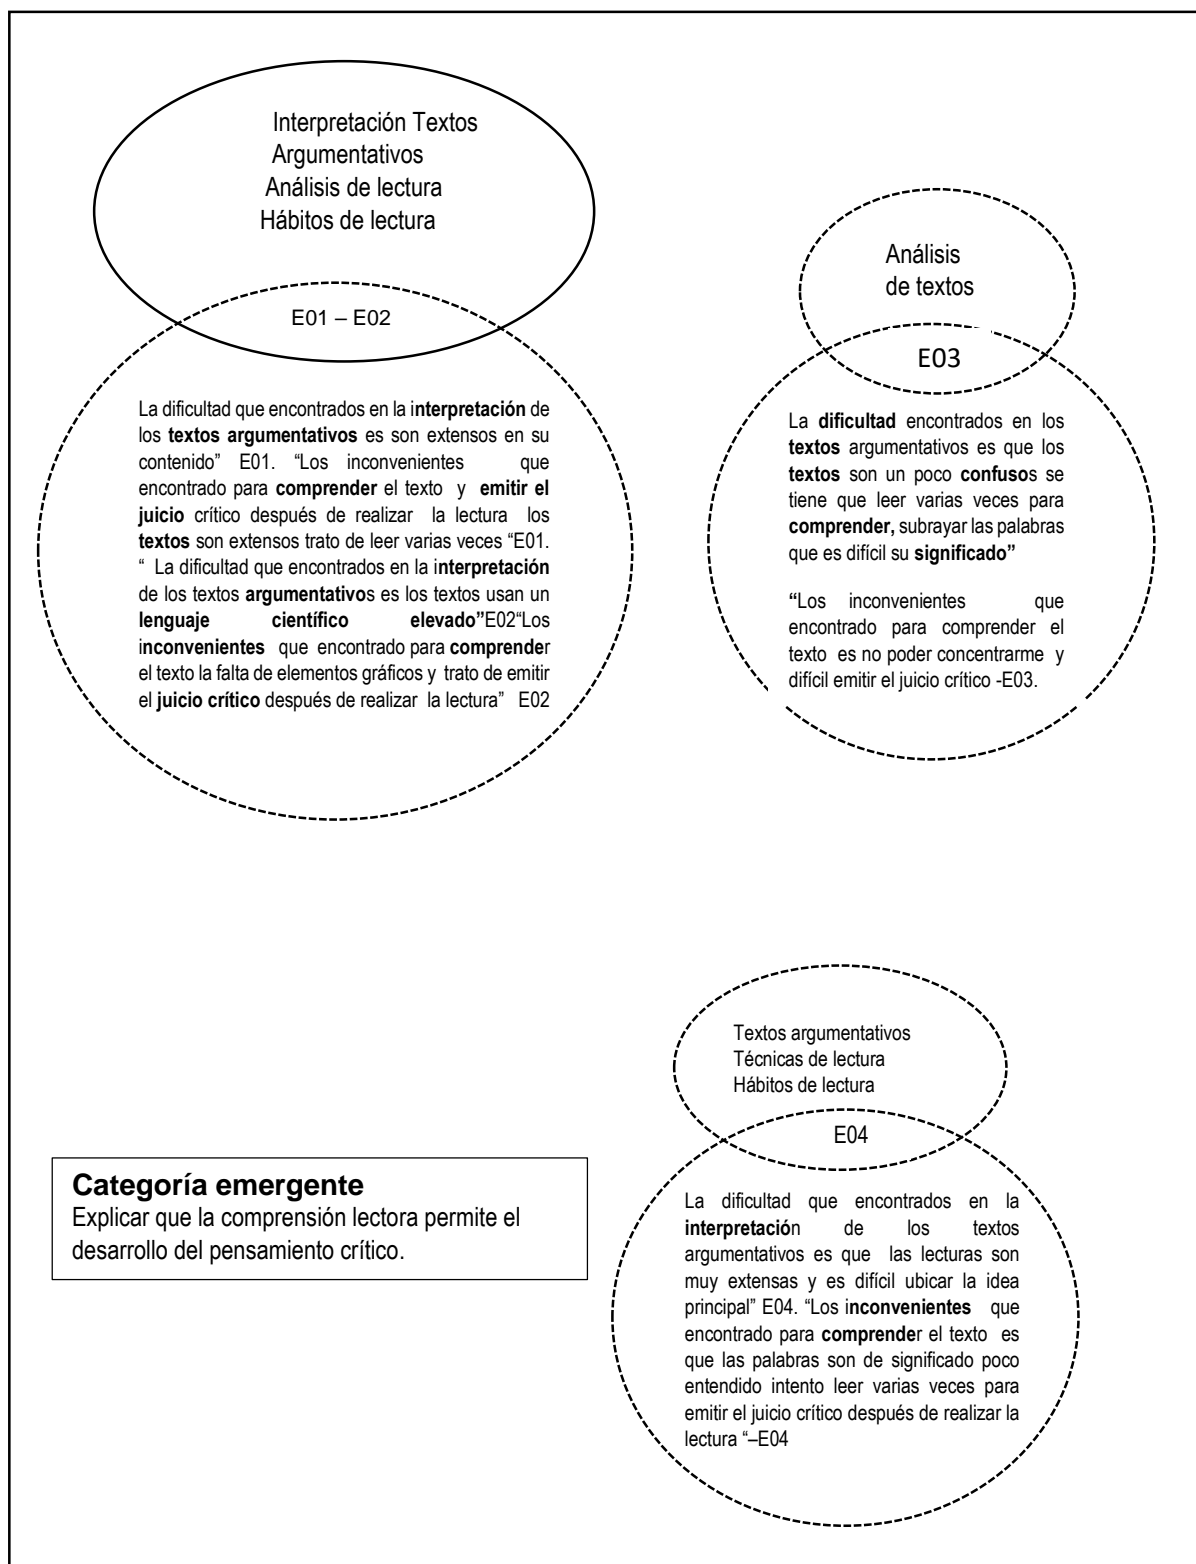 Interpretación Textos
Argumentativos
Análisis de lectura
Hábitos de lectura
E01 – E02
La dificultad que encontrados en la interpretación de
los textos argumentativos es son extensos en su
contenido” E01. “Los inconvenientes que
encontrado para comprender el texto y emitir el
juicio crítico después de realizar la lectura los
textos son extensos trato de leer varias veces “E01.
“ La dificultad que encontrados en la interpretación
de los textos argumentativos es los textos usan un
lenguaje científico elevado”E02“Los
inconvenientes que encontrado para comprender
el texto la falta de elementos gráficos y trato de emitir
el juicio crítico después de realizar la lectura” E02
Análisis
de textos
E03
La dificultad encontrados en los
textos argumentativos es que los
textos son un poco confusos se
tiene que leer varias veces para
comprender, subrayar las palabras
que es difícil su significado”
“Los inconvenientes que
encontrado para comprender el
texto es no poder concentrarme y
difícil emitir el juicio crítico -E03.
Textos argumentativos
Técnicas de lectura
Hábitos de lectura
E04
La dificultad que encontrados en la
interpretación de los textos
argumentativos es que las lecturas son
muy extensas y es difícil ubicar la idea
principal” E04. “Los inconvenientes que
encontrado para comprender el texto es
que las palabras son de significado poco
entendido intento leer varias veces para
emitir el juicio crítico después de realizar la
lectura “–E04
Categoría emergente
Explicar que la comprensión lectora permite el
desarrollo del pensamiento crítico.